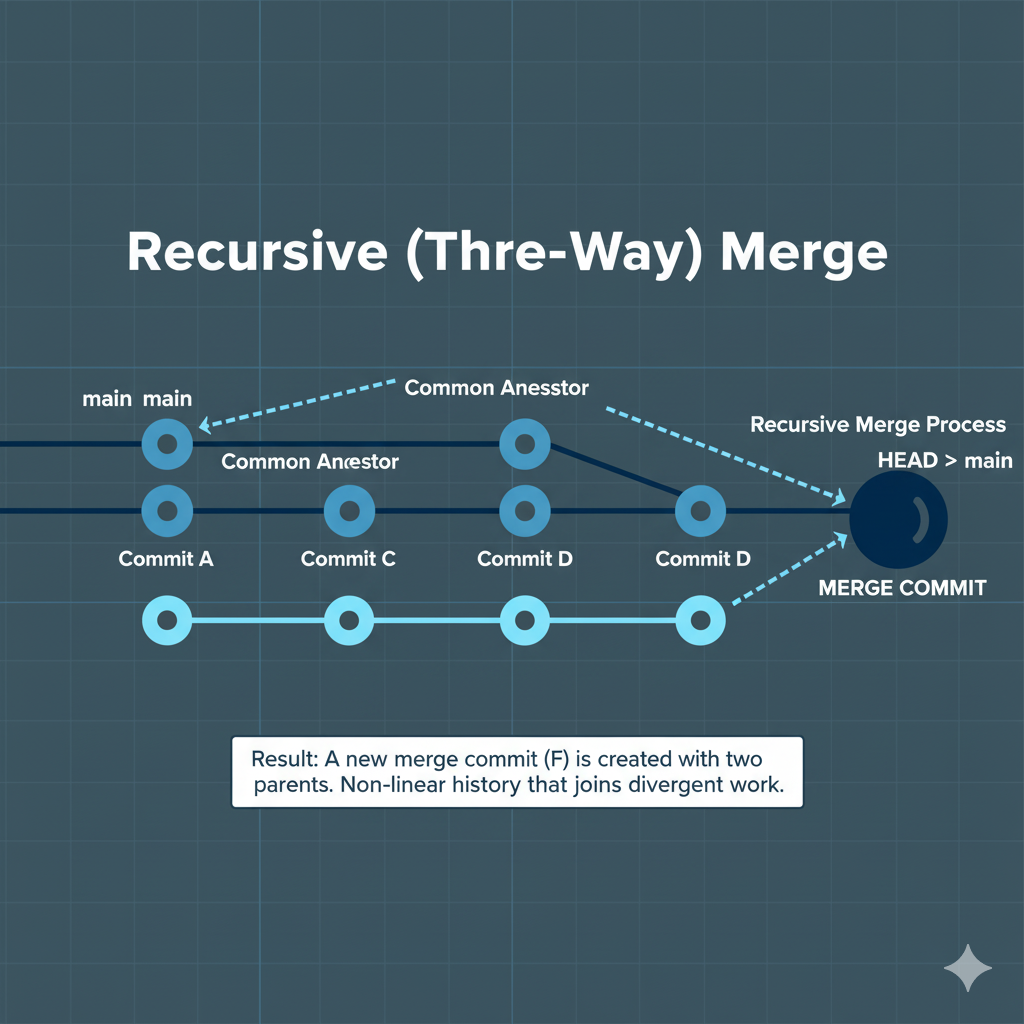 Recursive (Thre-Way) Merge
Common Anesstor
main main
Recursive Merge Process
Common Ancestor
HEAD > main
Commit A
Commit C
Commit D
Commit D
MERGE COMMIT
Result: A new merge commit (F) is created with two
parents. Non-linear history that joins divergent work.